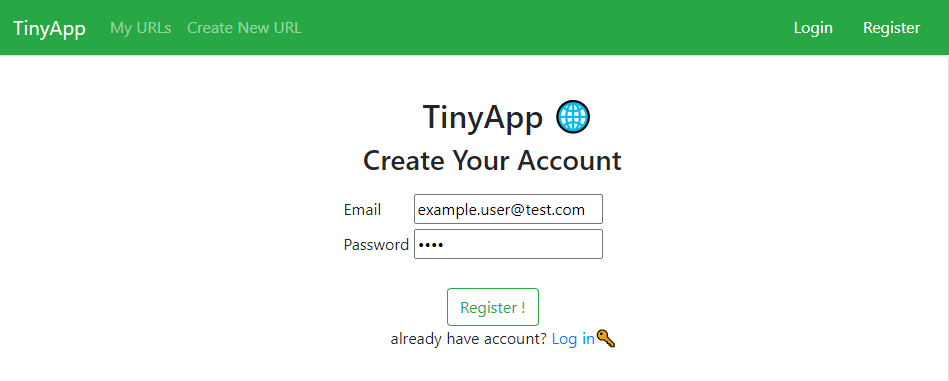 TinyApp My URLs Create New URL Login Register
TinyApp
Create Your Account
Email example.user@test.com
Password ••••
Register !
already have account? Log in